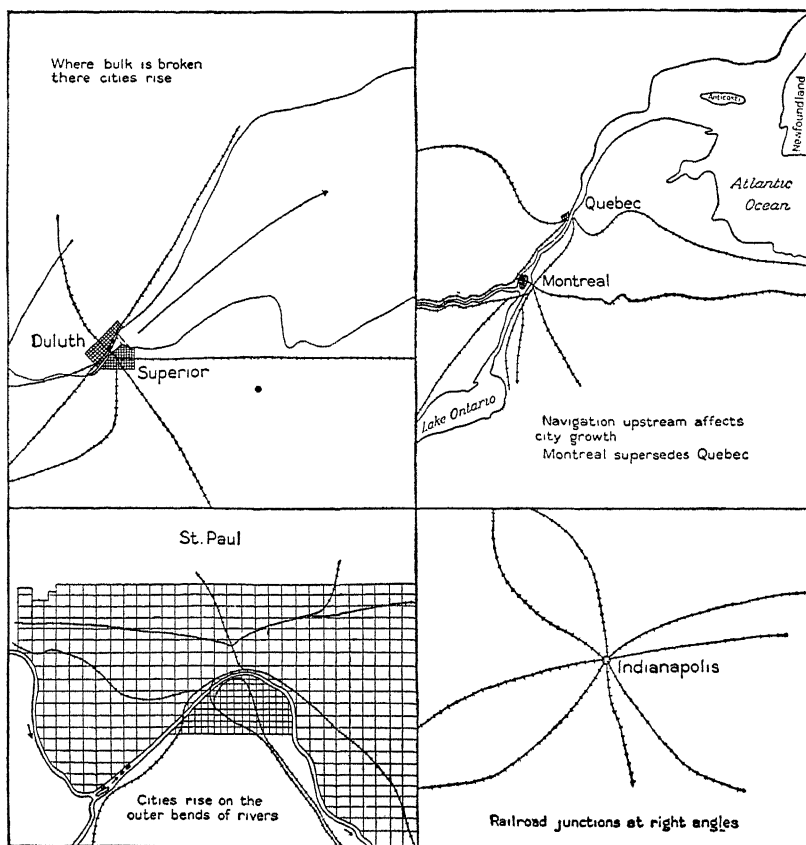 Where bulk is broken
there cities rise
Duluth
Superior
Anticosti
Newfoundland
Atlantic
Ocean
Quebec
Montreal
Lake Ontario
Navigation upstream affects
city growth
Montreal supersedes Quebec
St. Paul
Cities rise on the
outer bends of rivers
Indianapolis
Railroad junctions at right angles